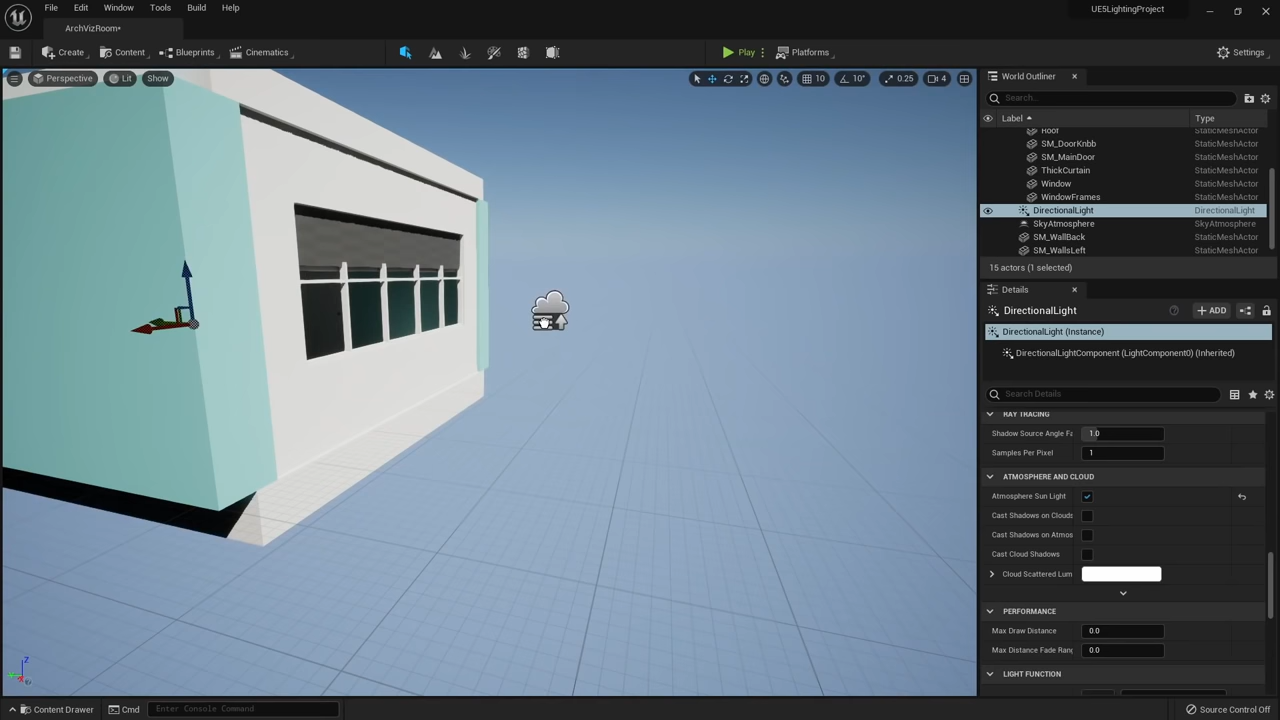 File Edit Window Tools Build Help
UE5LightingProject
ArchVizRoom*
Create Content Blueprints Cinematics Play Platforms Settings
Perspective Lit Show 10 10° 0.25 4
World Outliner
Search...
Label Type
Roof StaticMeshActor
SM_DoorKnbb StaticMeshActor
SM_MainDoor StaticMeshActor
ThickCurtain StaticMeshActor
Window StaticMeshActor
WindowFrames StaticMeshActor
DirectionalLight DirectionalLight
SkyAtmosphere SkyAtmosphere
SM_WallBack StaticMeshActor
SM_WallsLeft StaticMeshActor
15 actors (1 selected)
Details
DirectionalLight ADD
DirectionalLight (Instance)
DirectionalLightComponent (LightComponent0) (Inherited)
Search Details
RAY TRACING
Shadow Source Angle Fa 1.0
Samples Per Pixel 1
ATMOSPHERE AND CLOUD
Atmosphere Sun Light
Cast Shadows on Clouds
Cast Shadows on Atmos
Cast Cloud Shadows
Cloud Scattered Lum
PERFORMANCE
Max Draw Distance 0.0
Max Distance Fade Rang 0.0
LIGHT FUNCTION
Z
Content Drawer Cmd Enter Console Command Source Control Off